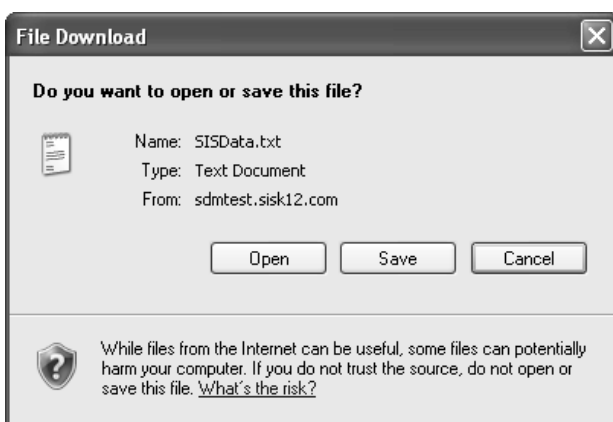 File Download
Do you want to open or save this file?
Name: SISData.txt
Type: Text Document
From: sdmtest.sisk12.com
Open Save Cancel
While files from the Internet can be useful, some files can potentially
harm your computer. If you do not trust the source, do not open or
save this file. What's the risk?